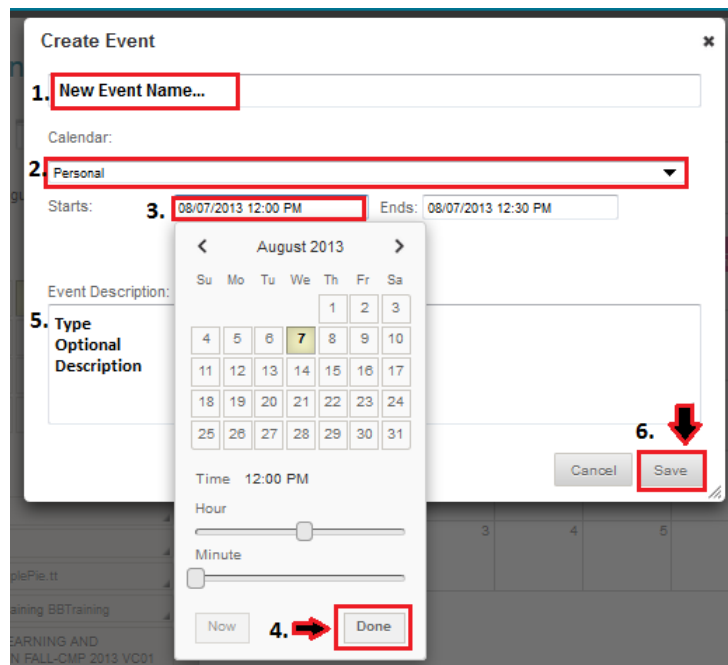 Create Event
1. New Event Name...
Calendar:
2. Personal
Starts: 3. 08/07/2013 12:00 PM Ends: 08/07/2013 12:30 PM
August 2013
Su Mo Tu We Th Fr Sa
1 2 3
4 5 6 7 8 9 10
11 12 13 14 15 16 17
18 19 20 21 22 23 24
25 26 27 28 29 30 31
Event Description:
5. Type
Optional
Description
6.
Cancel Save
Time 12:00 PM
Hour
Minute
Now 4. Done
3 4 5
piePie.tt
aining BBTraining
EARNING AND
N FALL-CMP 2013 VC01